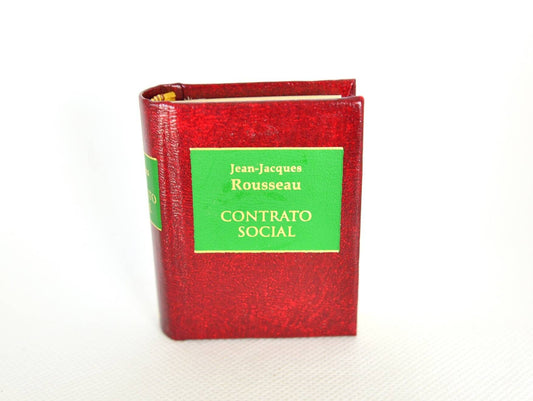 Jean-Jacques
Rousseau
CONTRATO
SOCIAL